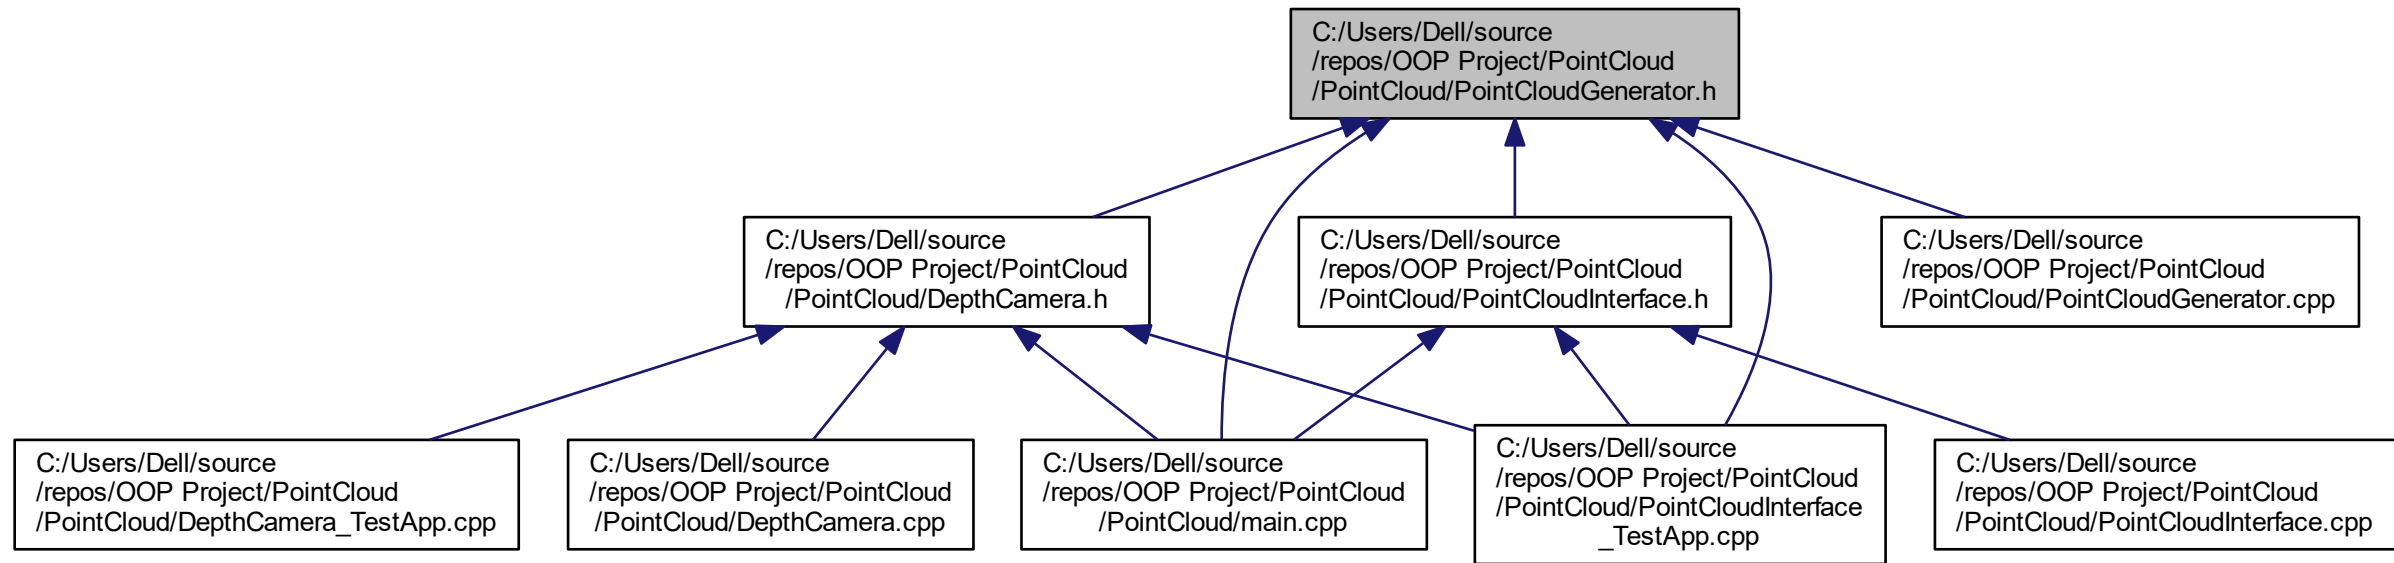 C:/Users/Dell/source
/repos/OOP Project/PointCloud
/PointCloud/PointCloudGenerator.h
C:/Users/Dell/source
/repos/OOP Project/PointCloud
/PointCloud/DepthCamera.h
C:/Users/Dell/source
/repos/OOP Project/PointCloud
/PointCloud/PointCloudInterface.h
C:/Users/Dell/source
/repos/OOP Project/PointCloud
/PointCloud/PointCloudGenerator.cpp
C:/Users/Dell/source
/repos/OOP Project/PointCloud
/PointCloud/DepthCamera_TestApp.cpp
C:/Users/Dell/source
/repos/OOP Project/PointCloud
/PointCloud/DepthCamera.cpp
C:/Users/Dell/source
/repos/OOP Project/PointCloud
/PointCloud/main.cpp
C:/Users/Dell/source
/repos/OOP Project/PointCloud
/PointCloud/PointCloudInterface
_TestApp.cpp
C:/Users/Dell/source
/repos/OOP Project/PointCloud
/PointCloud/PointCloudInterface.cpp